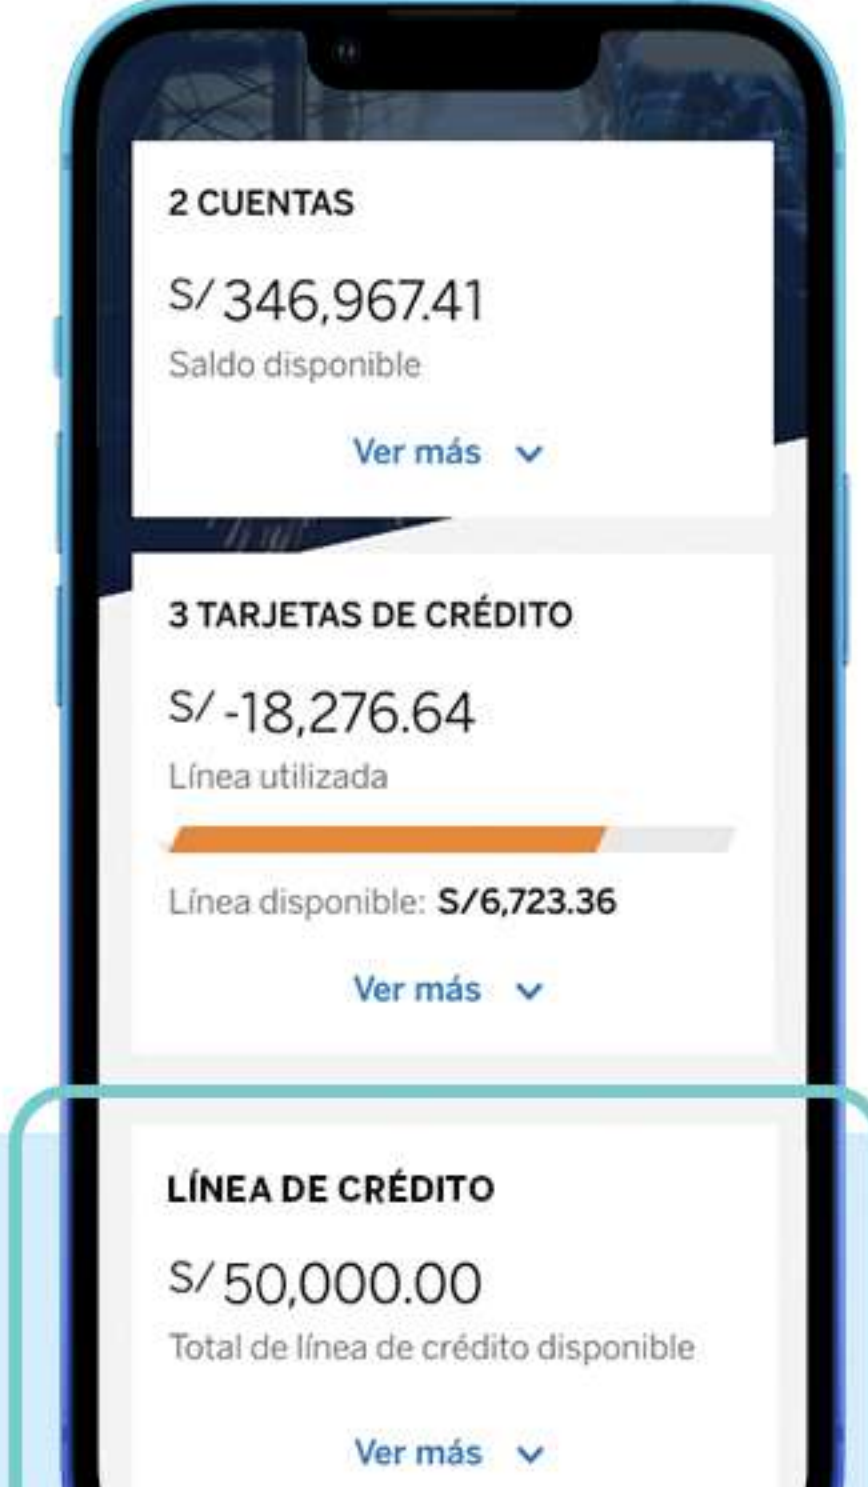 2 CUENTAS
S/ 346,967.41
Saldo disponible
Ver más
3 TARJETAS DE CRÉDITO
S/ -18,276.64
Línea utilizada
Línea disponible: S/6,723.36
Ver más
LÍNEA DE CRÉDITO
S/ 50,000.00
Total de línea de crédito disponible
Ver más